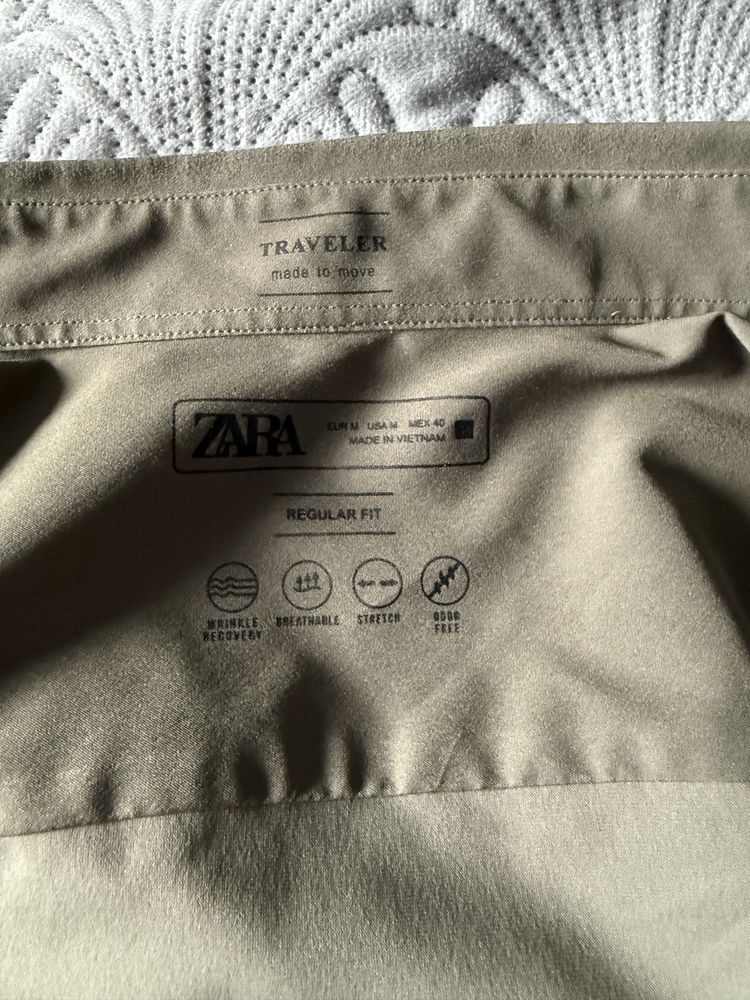 TRAVELER
made to move
ZARA
EUR M USA M MEX 40
MADE IN VIETNAM
REGULAR FIT
WRINKLE RECOVERY
BREATHABLE
STRETCH
ODOR FREE